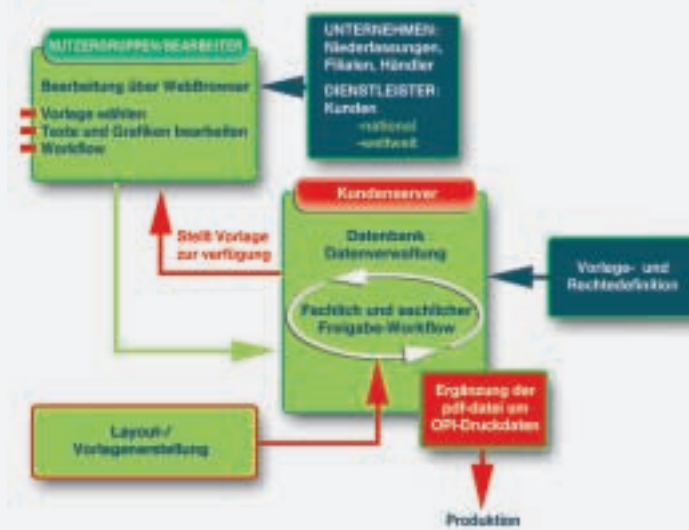 NUTZERGRUPPEN/BEARBEITER
Bearbeitung über WebBrowser
Vorlage wählen
Texte und Grafiken bearbeiten
Workflow
UNTERNEHMEN:
Niederlassungen,
Filialen, Händler
DIENSTLEISTER:
Kunden
-national
-weltweit
Kundenserver
Datenbank
Datenverwaltung
Fachlich und sachlicher
Freigabe-Workflow
Stellt Vorlage
zur verfügung
Vorlage- und
Rechtedefinition
Ergänzung der
pdf-datei um
OPI-Druckdaten
Layout-/
Vorlagenerstellung
Produktion